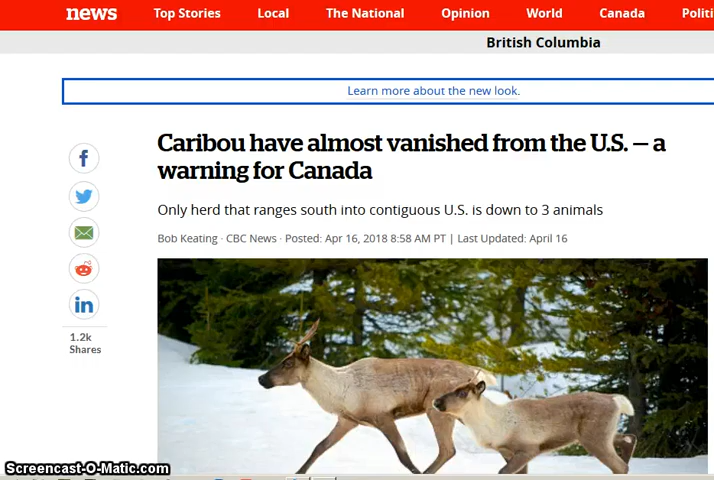 news Top Stories Local The National Opinion World Canada Politi
British Columbia
Learn more about the new look.
Caribou have almost vanished from the U.S. — a
warning for Canada
Only herd that ranges south into contiguous U.S. is down to 3 animals
Bob Keating · CBC News · Posted: Apr 16, 2018 8:58 AM PT | Last Updated: April 16
f
in
1.2k
Shares
Screencast-O-Matic.com